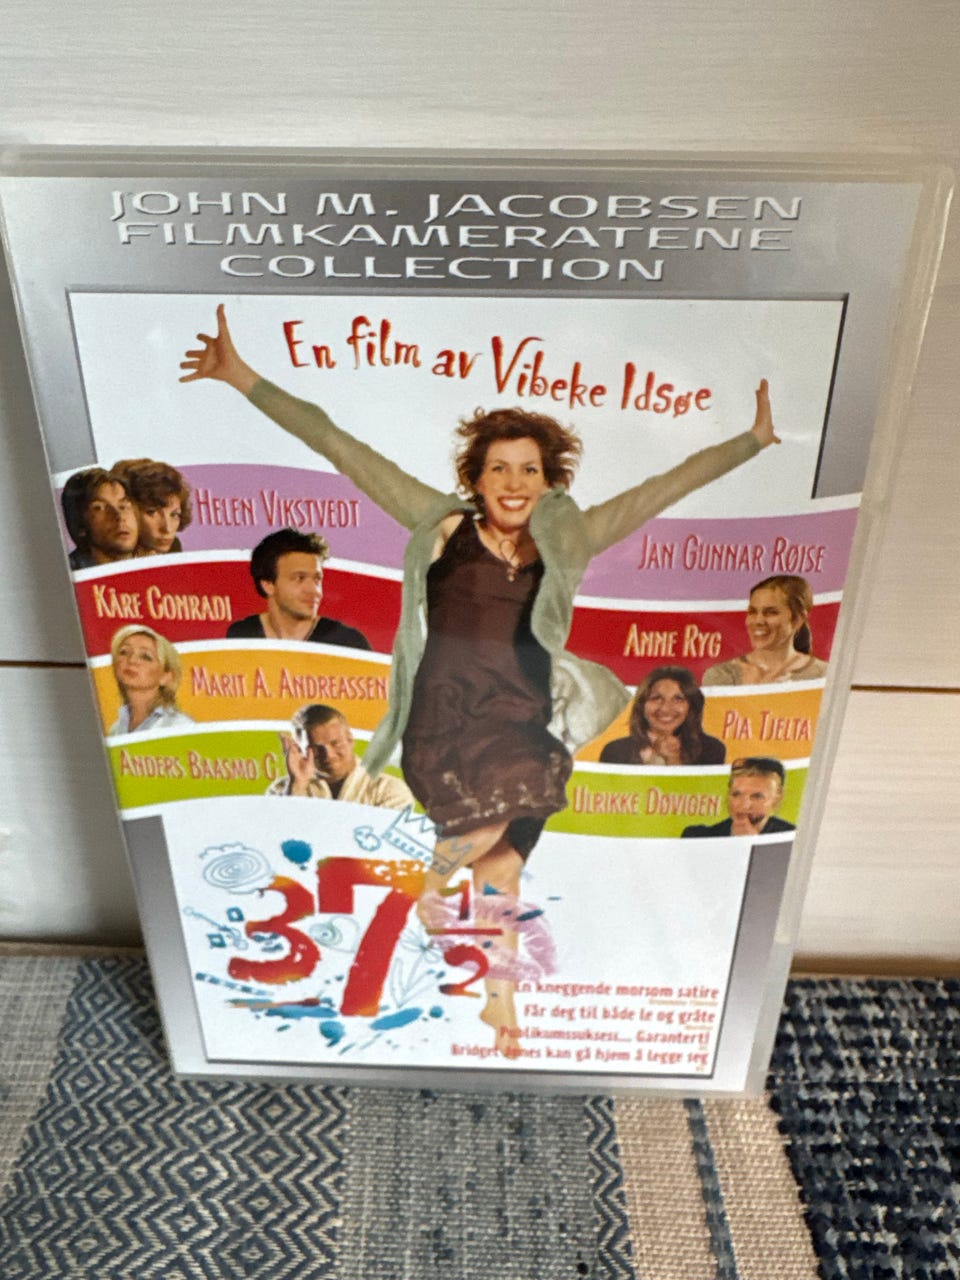 JOHN M. JACOBSEN
FILMKAMERATENE
COLLECTION
En film av Vibeke Idsøe
HELEN VIKSTVEDT
JAN GUNNAR RØISE
KÅRE CONRADI
ANNE RYG
MARIT A. ANDREASSEN
PIA TJELTA
ANDERS BAASMO C.
ULRIKKE DØVIGEN
37 1/2
En kneggende morsom satire
Får deg til både le og gråte
Publikumssuksess... Garantert!
Bridget Jones kan gå hjem å legge seg